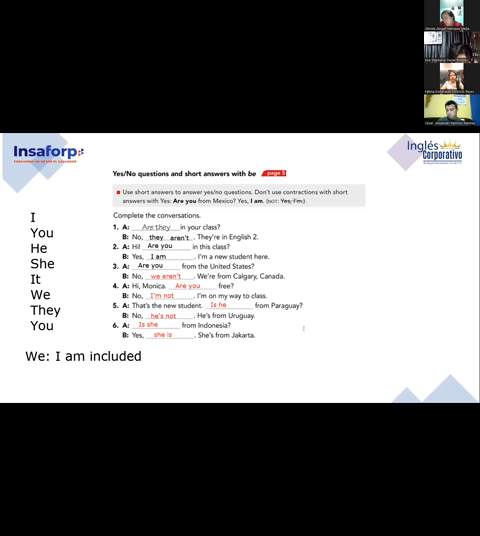 Insaforp
Inglés
Corporativo
Yes/No questions and short answers with be page 5
Use short answers to answer yes/no questions. Don't use contractions with short
answers with Yes: Are you from Mexico? Yes, I am. (NOT: Yes, I'm.)
Complete the conversations.
1. A: Are they in your class?
B: No, they aren't. They're in English 2.
2. A: Hi! Are you in this class?
B: Yes, I am. I'm a new student here.
3. A: Are you from the United States?
B: No, we aren't. We're from Calgary, Canada.
4. A: Hi, Monica. Are you free?
B: No, I'm not. I'm on my way to class.
5. A: That's the new student. Is he from Paraguay?
B: No, he's not. He's from Uruguay.
6. A: Is she from Indonesia?
B: Yes, she is. She's from Jakarta.
I
You
He
She
It
We
They
You
We: I am included